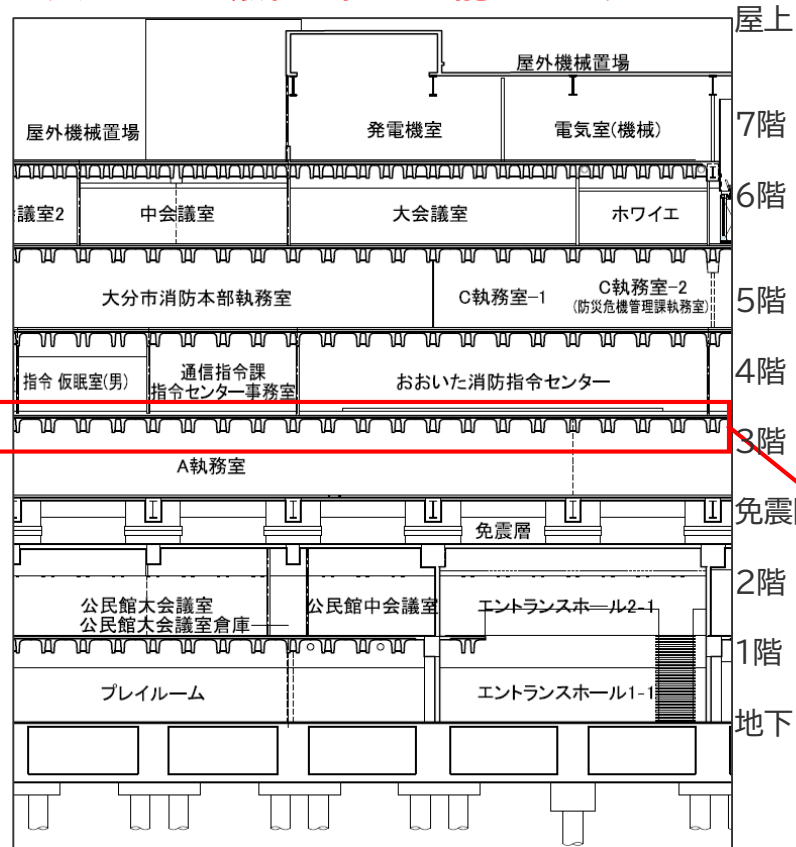 屋上
屋外機械置場
屋外機械置場
発電機室
電気室(機械)
7階
議室2
中会議室
大会議室
ホワイエ
6階
大分市消防本部執務室
C執務室-1
C執務室-2
(防災危機管理課執務室)
5階
指令 仮眠室(男)
通信指令課
指令センター事務室
おおいた消防指令センター
4階
3階
A執務室
免震
免震層
2階
公民館大会議室
公民館大会議室倉庫
公民館中会議室
エントランスホール2-1
1階
プレイルーム
エントランスホール1-1
地下